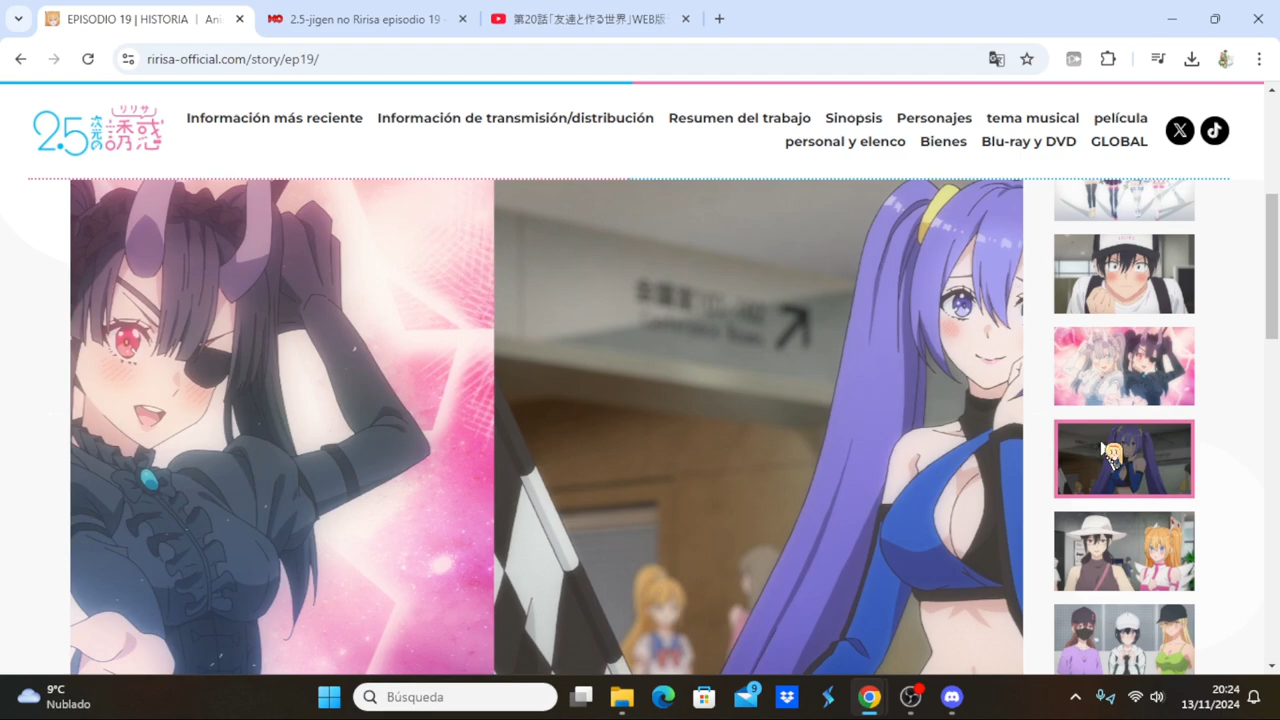 EPISODIO 19 | HISTORIA | Ani
2.5-jigen no Ririsa episodio 19 -
第20話「友達と作る世界」WEB版
ririsa-official.com/story/ep19/
リリサ
2.5次元の誘惑
Información más reciente Información de transmisión/distribución Resumen del trabajo Sinopsis Personajes tema musical película
personal y elenco Bienes Blu-ray y DVD GLOBAL
9°C
Nublado
Búsqueda
9
20:24
13/11/2024